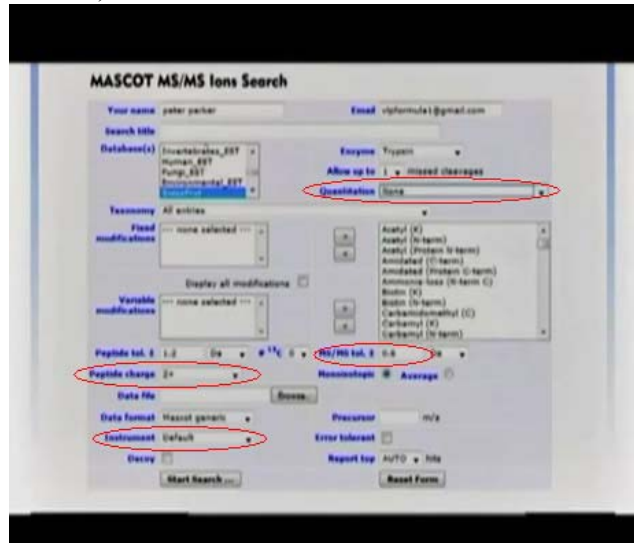 MASCOT MS/MS Ions Search
Your name peter parker Email
Search title
Database(s) Invertebrates_EST Enzyme Trypsin
Human_EST
Fungi_EST Allow up to 1 missed cleavages
Environmental_EST
Quantitation None
Taxonomy All entries
Fixed modifications --- none selected --- Acetyl (K)
Acetyl (N-term)
Acetyl (Protein N-term)
Amidated (C-term)
Amidated (Protein C-term)
Display all modifications Ammonia-loss (N-term C)
Biotin (K)
Variable modifications --- none selected --- Biotin (N-term)
Carbamidomethyl (C)
Carbamyl (K)
Carbamyl (N-term)
Peptide tol. ± 1.2 Da # 13C 0 MS/MS tol. ± 0.6 Da
Peptide charge 2+ Monoisotopic Average
Data file Browse..
Data format Mascot generic Precursor m/z
Instrument Default Error tolerant
Decoy Report top AUTO hits
Start Search ... Reset Form